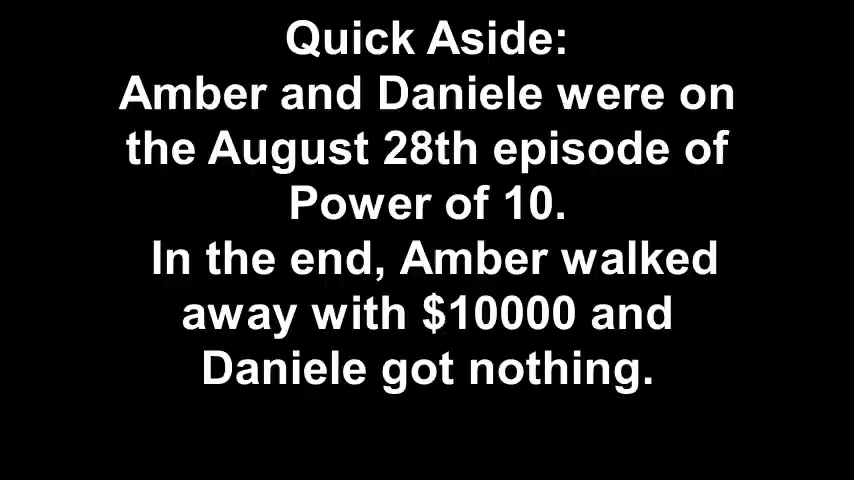 Quick Aside:
Amber and Daniele were on
the August 28th episode of
Power of 10.
In the end, Amber walked
away with $10000 and
Daniele got nothing.